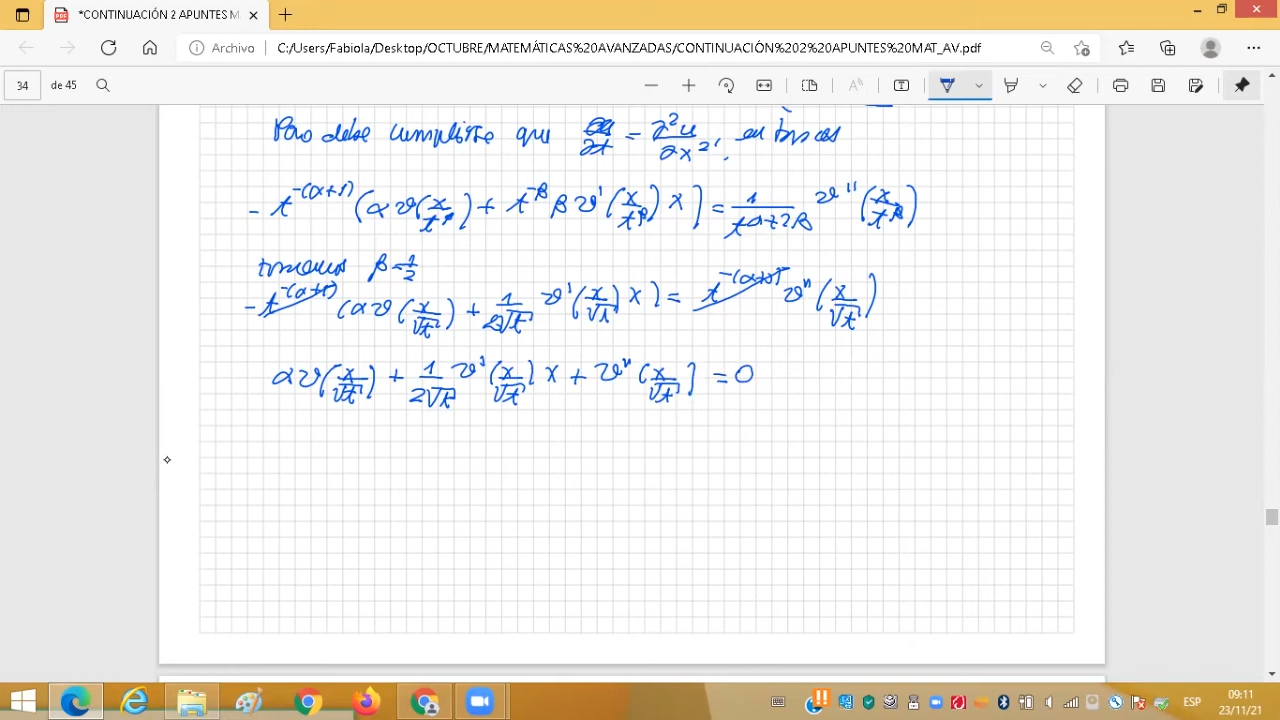 *CONTINUACIÓN 2 APUNTES M
Archivo C:/Users/Fabiola/Desktop/OCTUBRE/MATEMÁTICAS%20AVANZADAS/CONTINUACIÓN%202%20APUNTES%20MAT_AV.pdf
34 de 45
Pero debe cumplirse que ∂u/∂t = ∂²u/∂x², entonces
- t^-(α+1) (α v(x/t^β) + t^-β β v'(x/t^β) x) = 1/t^(α+2β) v''(x/t^β)
tomamos β = 1/2
- t^-(α+1) (α v(x/√t) + 1/(2√t) v'(x/√t) x) = t^-(α+1) v''(x/√t)
α v(x/√t) + 1/(2√t) v'(x/√t) x + v''(x/√t) = 0
ESP
09:11
23/11/21